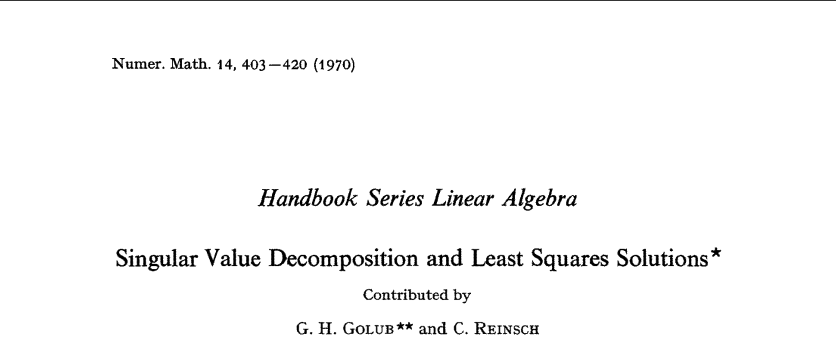 Numer. Math. 14, 403—420 (1970)
Handbook Series Linear Algebra
Singular Value Decomposition and Least Squares Solutions*
Contributed by
G. H. GOLUB** and C. REINSCH